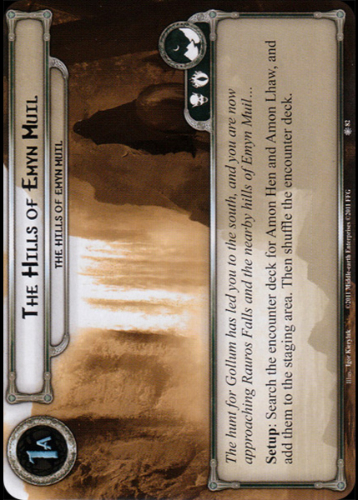 1A
THE HILLS OF EMYN MUIL
THE HILLS OF EMYN MUIL
The hunt for Gollum has led you to the south, and you are now
approaching Rauros Falls and the nearby hills of Emyn Muil…
Setup: Search the encounter deck for Amon Hen and Amon Lhaw, and
add them to the staging area. Then shuffle the encounter deck.
Illus. Igor Kieryluk ©2011 Middle-earth Enterprises ©2011 FFG 82